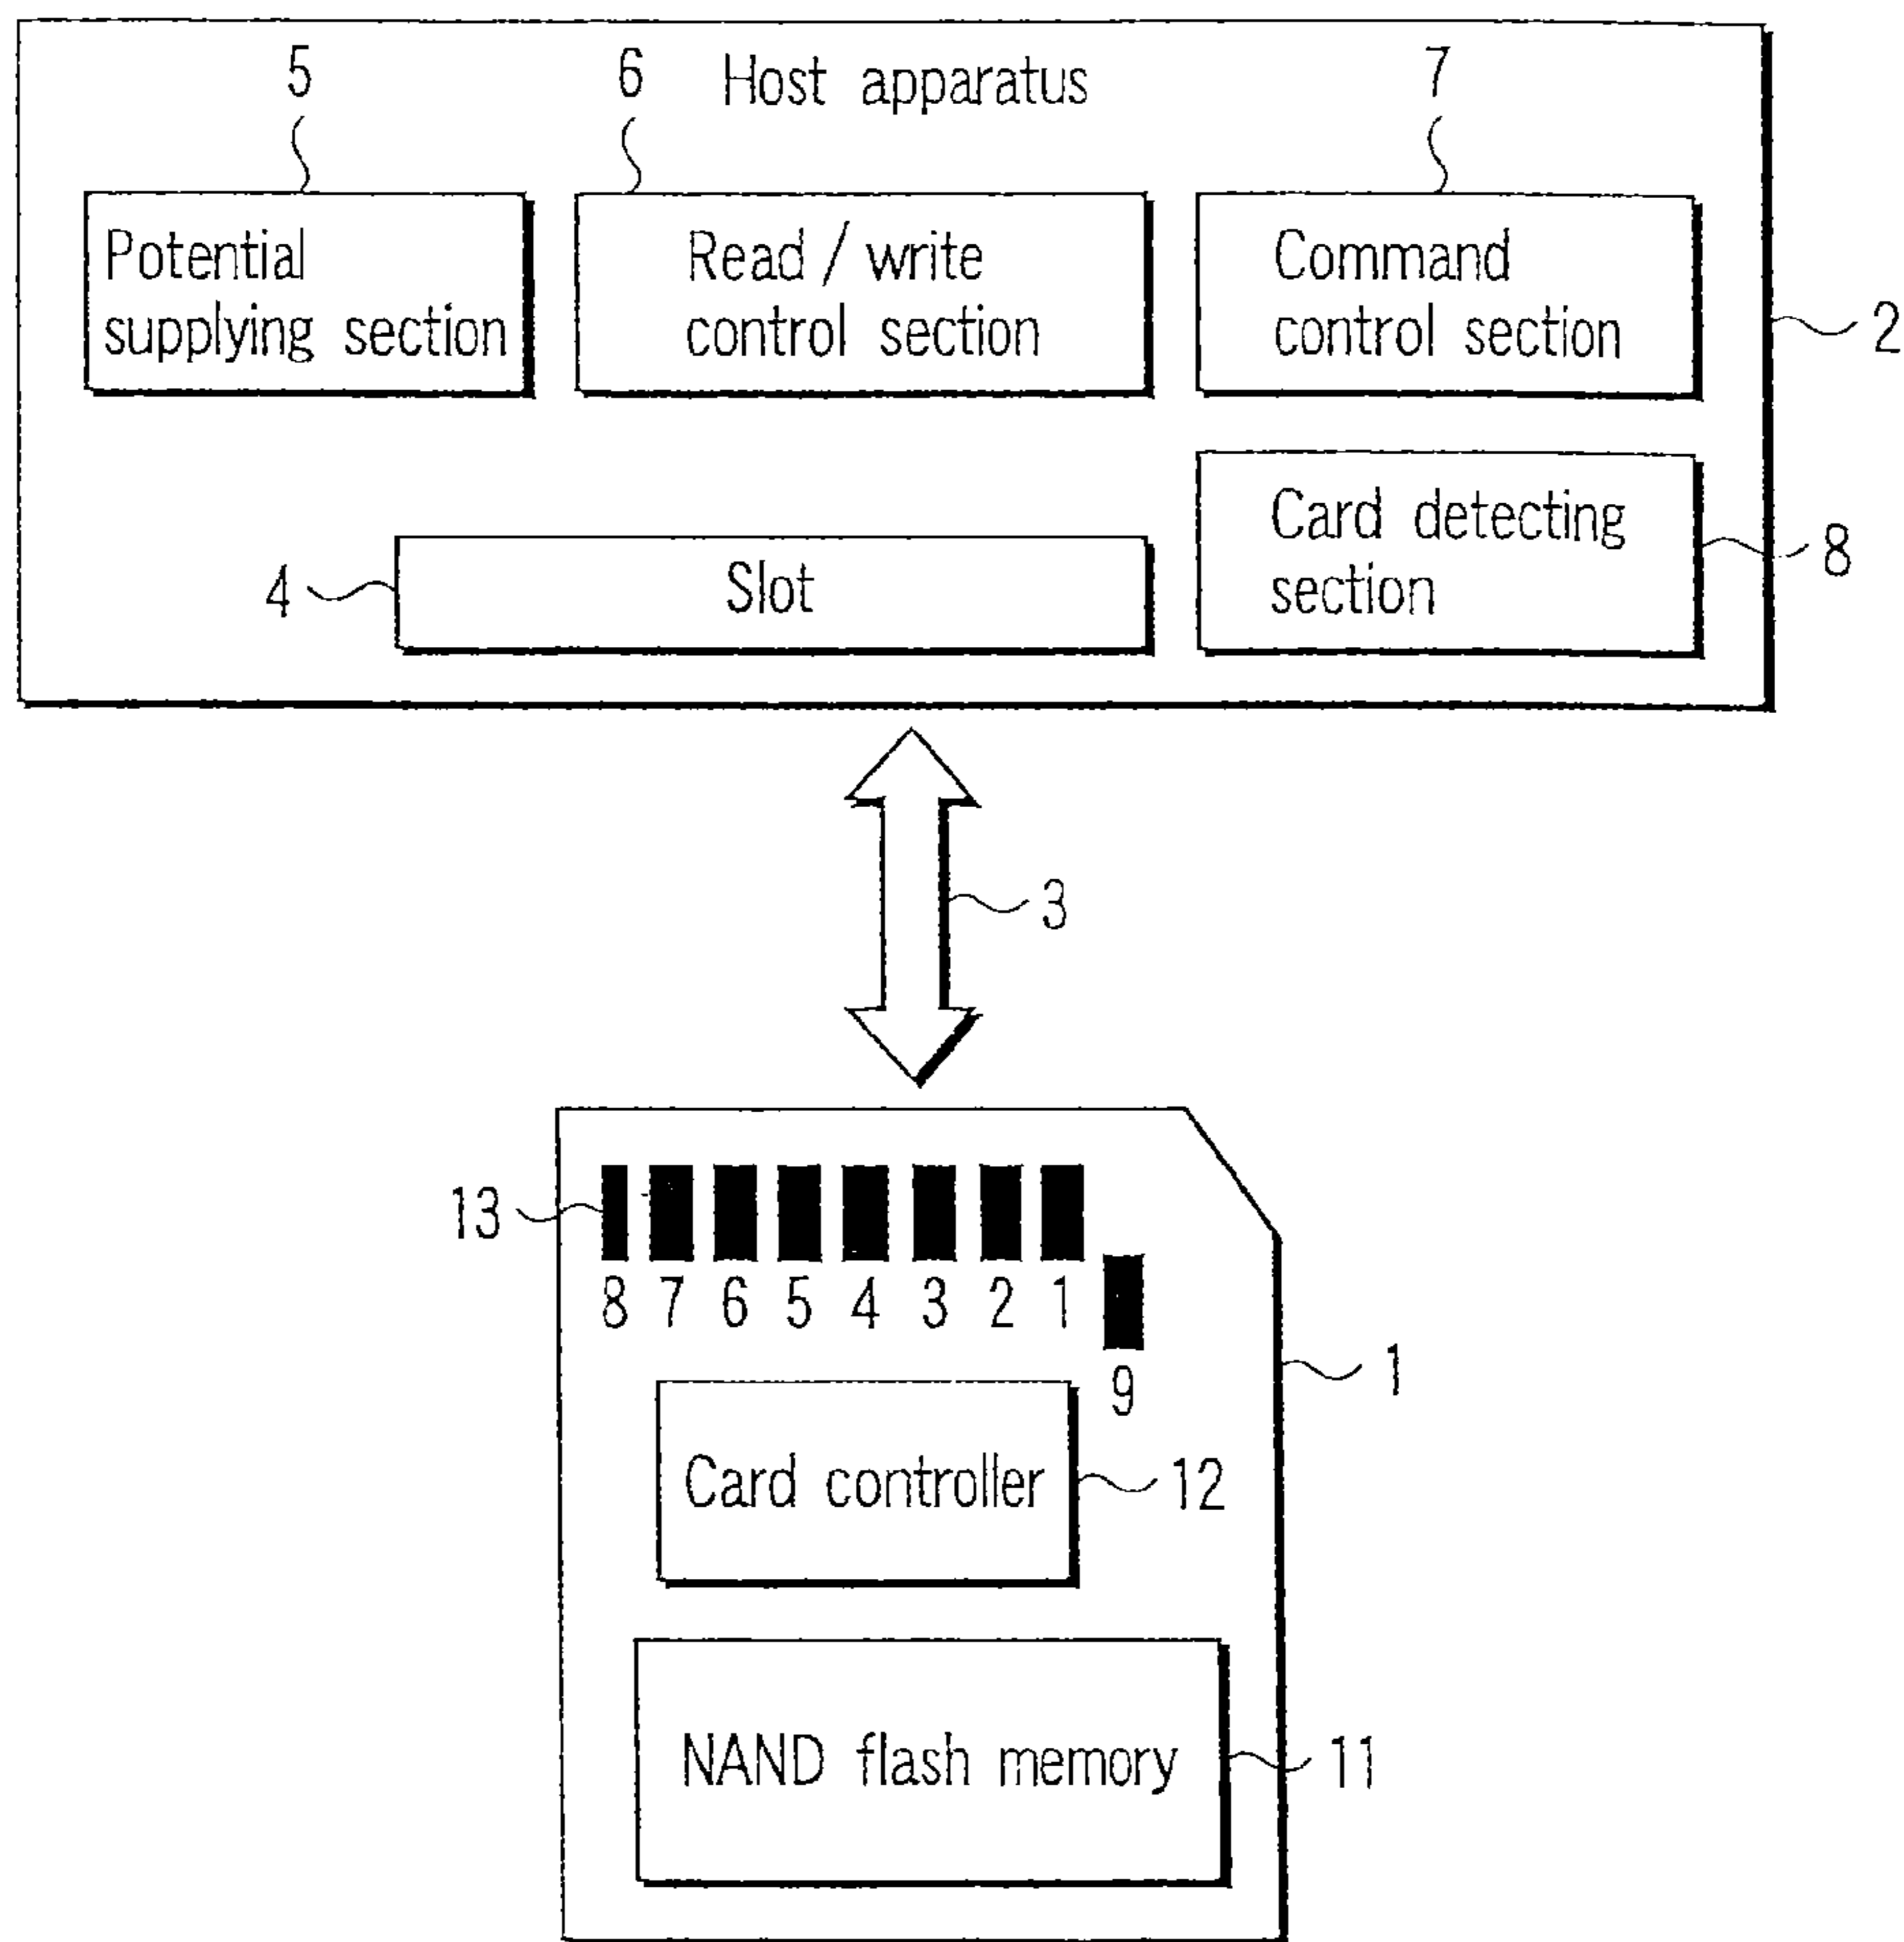 5 6 Host apparatus 7
Potential
supplying section
Read / write
control section
Command
control section
2
Card detecting
section
8
4
Slot
3
13
8 7 6 5 4 3 2 1
9
1
Card controller
12
NAND flash memory
11